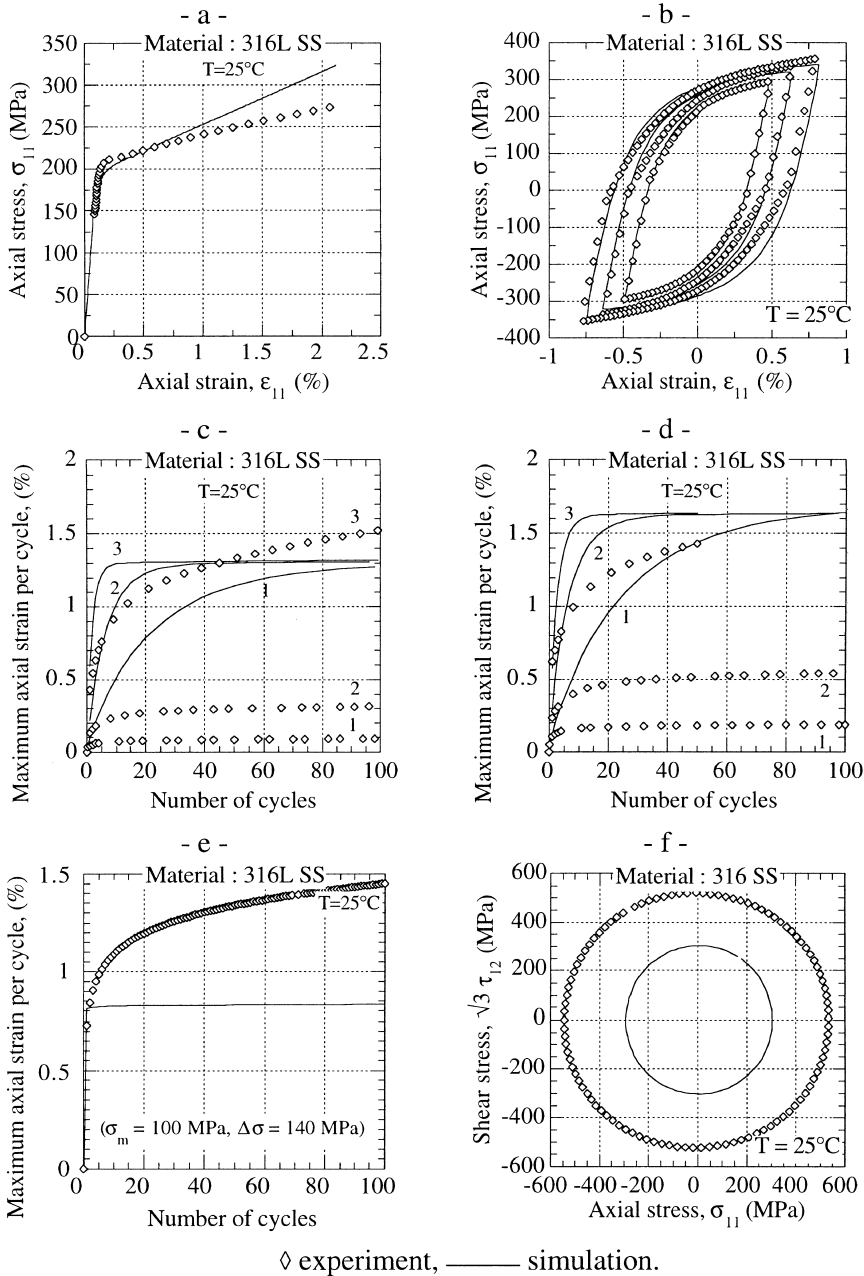 - a -
Material : 316L SS
T=25°C
350
300
250
200
150
100
50
0
0 0.5 1 1.5 2 2.5
Axial stress, σ11 (MPa)
Axial strain, ε11 (%)
- b -
Material : 316L SS
400
300
200
100
0
-100
-200
-300
-400
T = 25°C
-1 -0.5 0 0.5 1
Axial stress, σ11 (MPa)
Axial strain, ε11 (%)
- c -
Material : 316L SS
T=25°C
2
1.5
1
0.5
0
3
3
2
1
2
1
0 20 40 60 80 100
Maximum axial strain per cycle, (%)
Number of cycles
- d -
Material : 316L SS
T=25°C
2
1.5
1
0.5
0
3
2
1
2
1
0 20 40 60 80 100
Maximum axial strain per cycle, (%)
Number of cycles
- e -
Material : 316L SS
T=25°C
1.5
1
0.5
0
(σm = 100 MPa, Δσ = 140 MPa)
0 20 40 60 80 100
Maximum axial strain per cycle, (%)
Number of cycles
- f -
Material : 316 SS
600
400
200
0
-200
-400
-600
T = 25°C
-600 -400 -200 0 200 400 600
Shear stress, √3 τ12 (MPa)
Axial stress, σ11 (MPa)
◊ experiment, —— simulation.